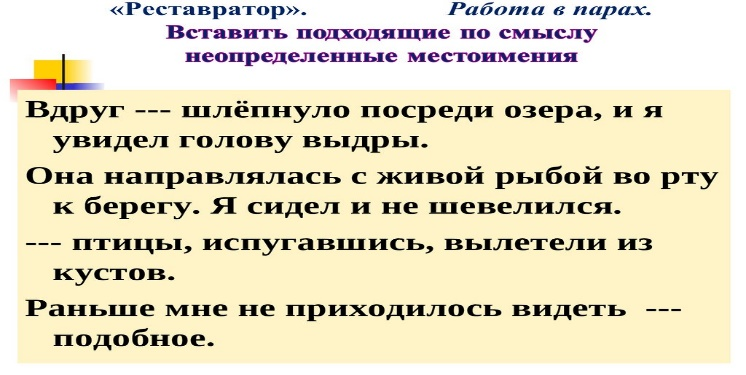 «Реставратор». Работа в парах.
Вставить подходящие по смыслу
неопределенные местоимения
Вдруг --- шлёпнуло посреди озера, и я
увидел голову выдры.
Она направлялась с живой рыбой во рту
к берегу. Я сидел и не шевелился.
--- птицы, испугавшись, вылетели из
кустов.
Раньше мне не приходилось видеть ---
подобное.